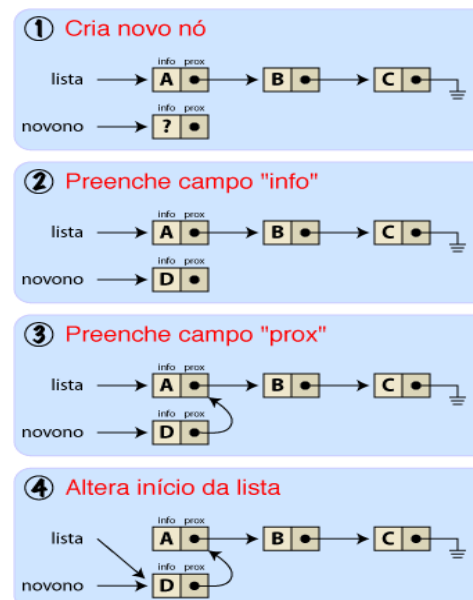 1 Cria novo nó
info prox
lista A B C
info prox
novono ?
2 Preenche campo "info"
info prox
lista A B C
info prox
novono D
3 Preenche campo "prox"
info prox
lista A B C
info prox
novono D
4 Altera início da lista
info prox
lista A B C
info prox
novono D